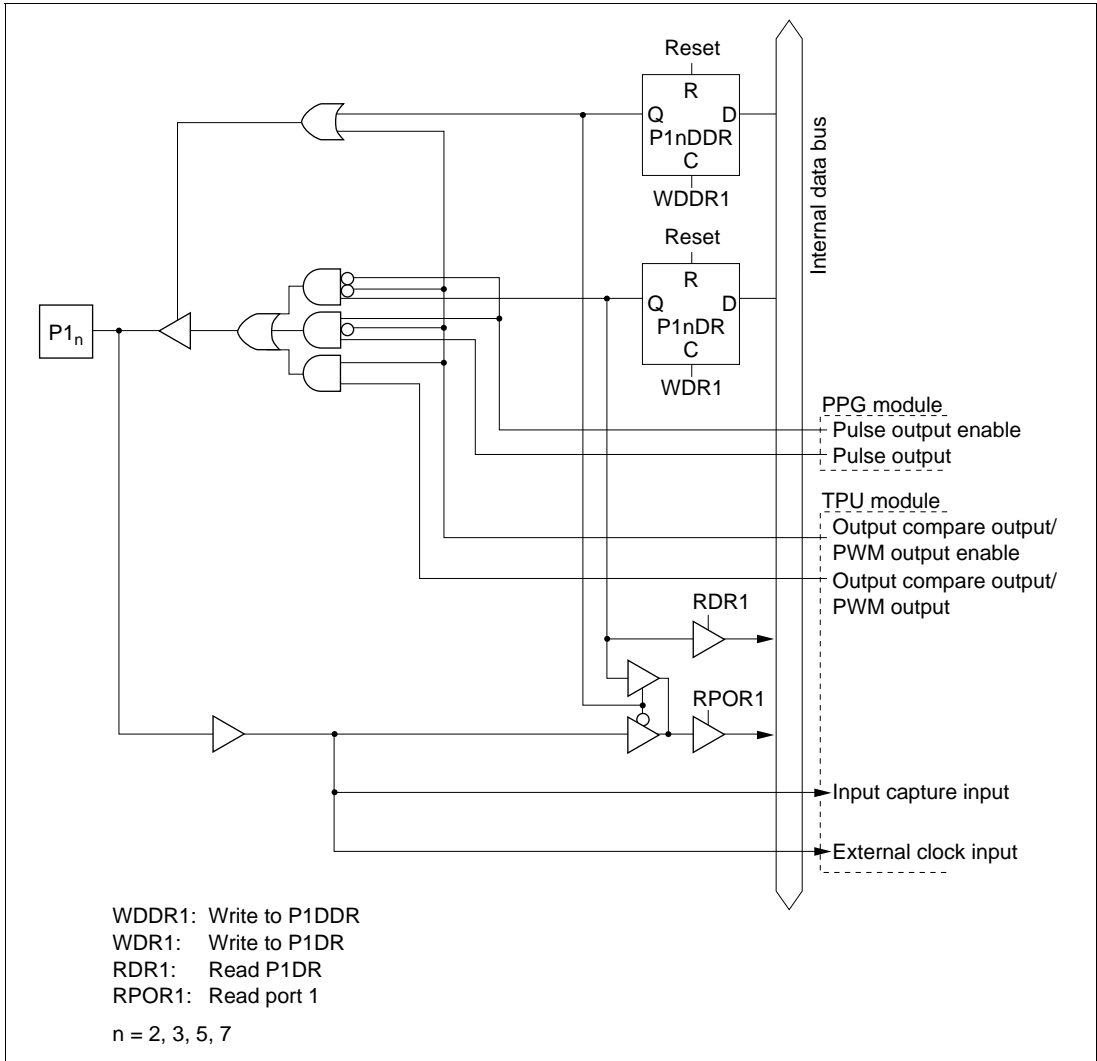 Reset
R
Q D
P1nDDR
C
WDDR1
Internal data bus
Reset
R
Q D
P1nDR
C
WDR1
P1n
PPG module
Pulse output enable
Pulse output
TPU module
Output compare output/
PWM output enable
Output compare output/
PWM output
RDR1
RPOR1
Input capture input
External clock input
WDDR1: Write to P1DDR
WDR1: Write to P1DR
RDR1: Read P1DR
RPOR1: Read port 1
n = 2, 3, 5, 7